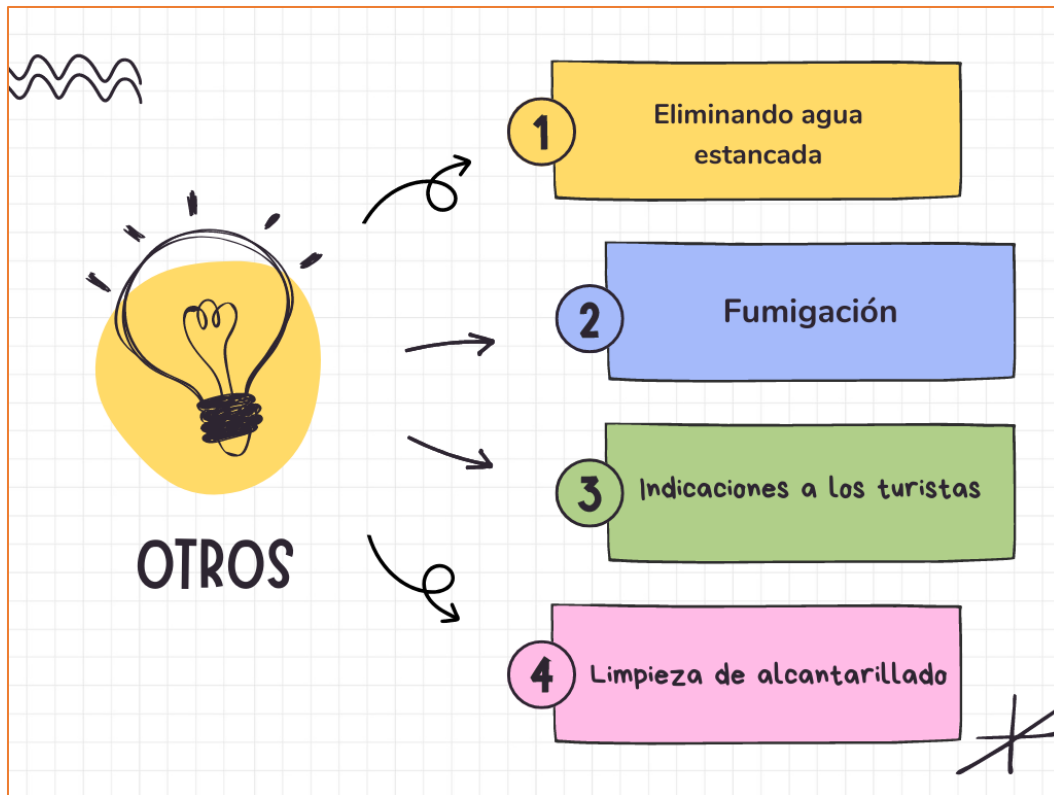 1
Eliminando agua
estancada
2
Fumigación
3
Indicaciones a los turistas
OTROS
4
Limpieza de alcantarillado